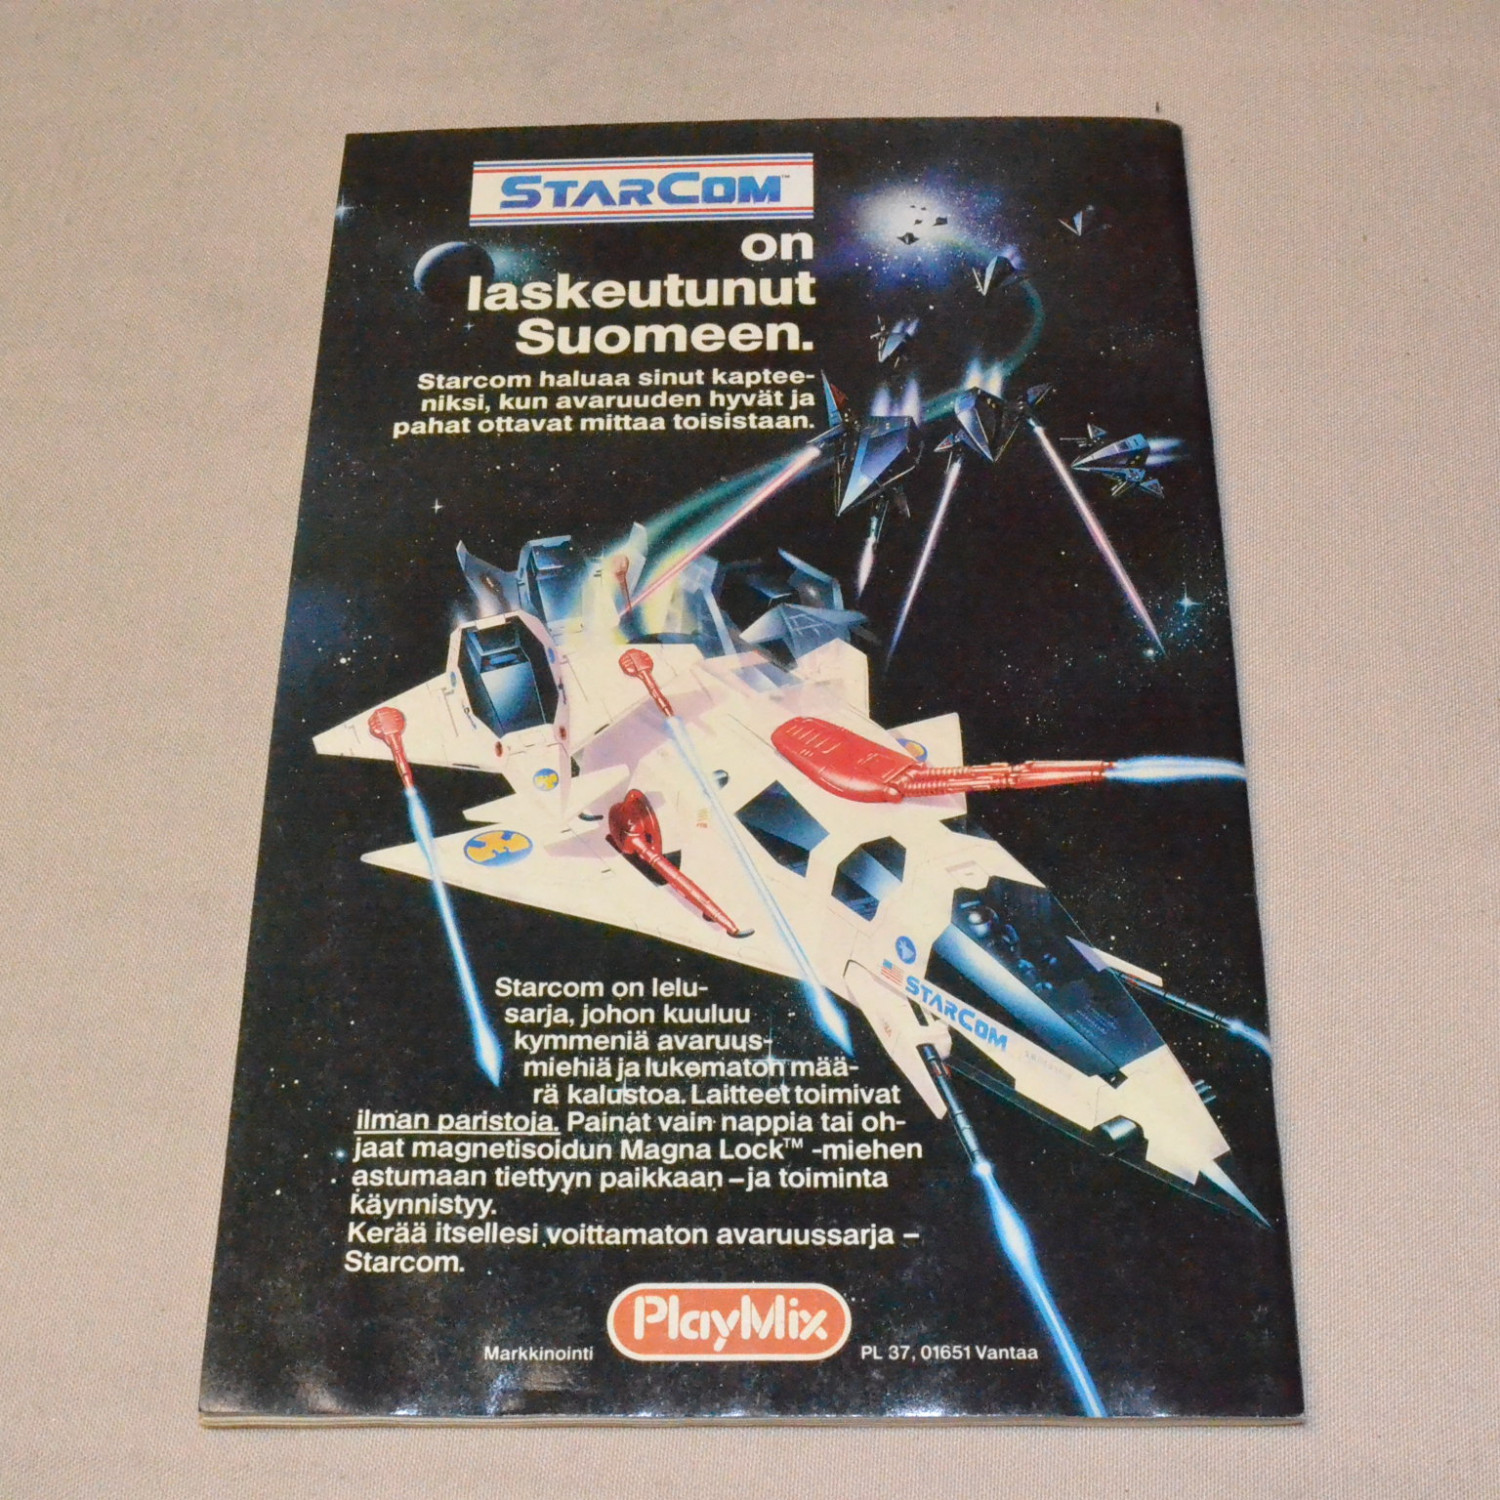 STARCOM™
on
laskeutunut
Suomeen.
Starcom haluaa sinut kaptee-
niksi, kun avaruuden hyvät ja
pahat ottavat mittaa toisistaan.
STARCOM
Starcom on lelu-
sarja, johon kuuluu
kymmeniä avaruus-
miehiä ja lukematon mää-
rä kalustoa. Laitteet toimivat
ilman paristoja. Painat vain nappia tai oh-
jaat magnetisoidun Magna Lock™ -miehen
astumaan tiettyyn paikkaan – ja toiminta
käynnistyy.
Kerää itsellesi voittamaton avaruussarja –
Starcom.
PlayMix
Markkinointi
PL 37, 01651 Vantaa